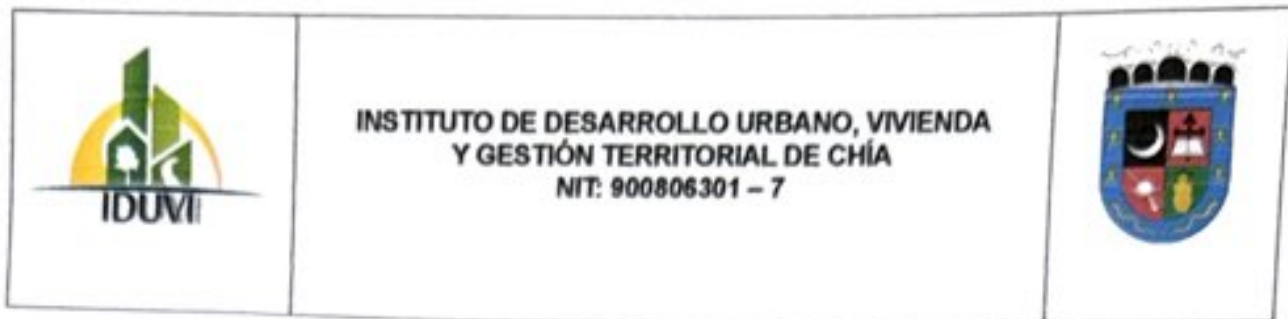 IDUVI
INSTITUTO DE DESARROLLO URBANO, VIVIENDA
Y GESTIÓN TERRITORIAL DE CHÍA
NIT: 900806301 – 7